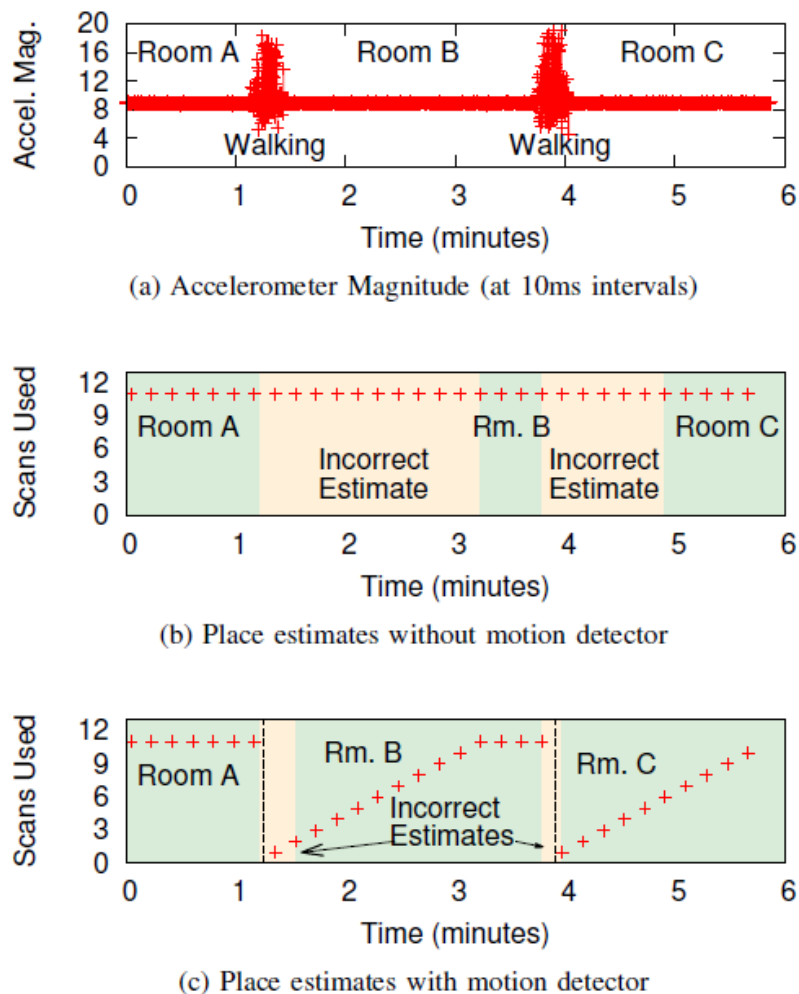 20
16
12
8
4
0
Accel. Mag.
Room A
Room B
Room C
Walking
Walking
0 1 2 3 4 5 6
Time (minutes)
(a) Accelerometer Magnitude (at 10ms intervals)
12
9
6
3
0
Scans Used
Room A
Rm. B
Room C
Incorrect
Estimate
Incorrect
Estimate
0 1 2 3 4 5 6
Time (minutes)
(b) Place estimates without motion detector
12
9
6
3
0
Scans Used
Room A
Rm. B
Rm. C
Incorrect
Estimates
0 1 2 3 4 5 6
Time (minutes)
(c) Place estimates with motion detector